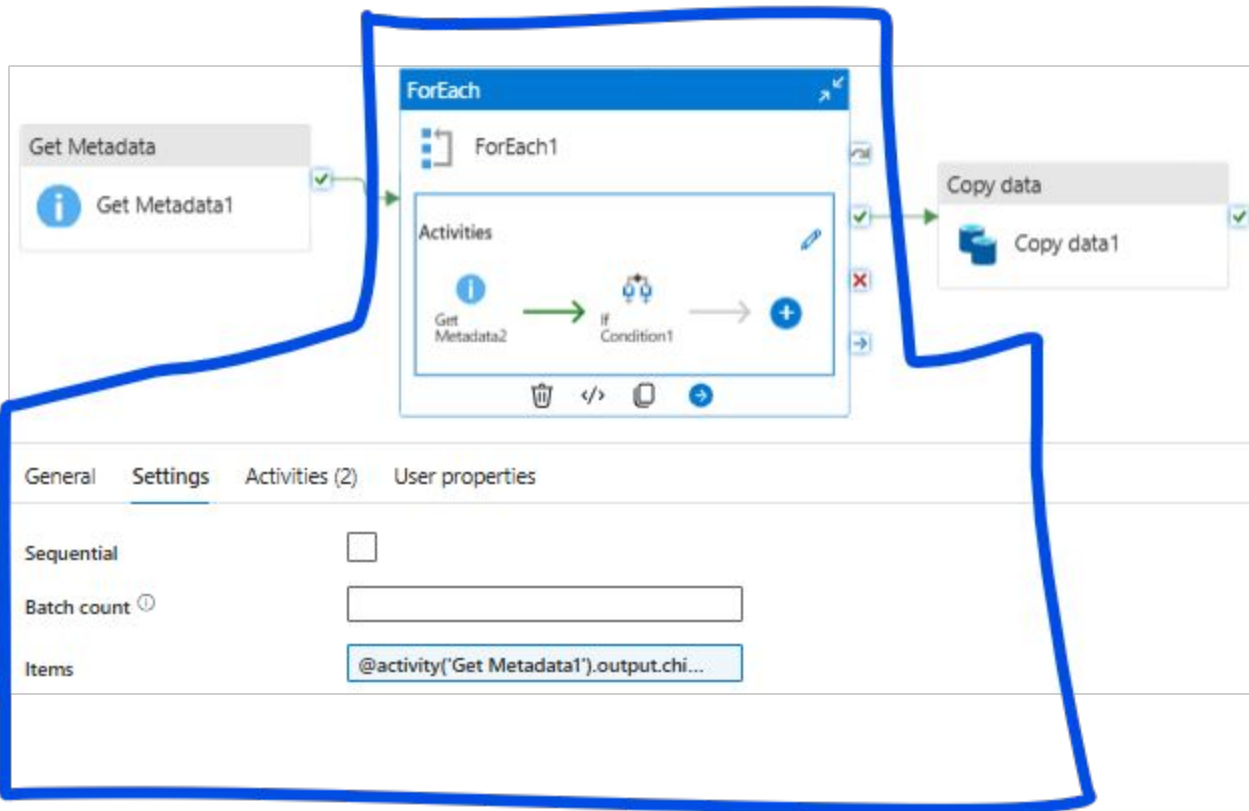 Get Metadata
Get Metadata1
ForEach
ForEach1
Activities
Get
Metadata2
If
Condition1
Copy data
Copy data1
General Settings Activities (2) User properties
Sequential
Batch count
Items @activity('Get Metadata1').output.chi...